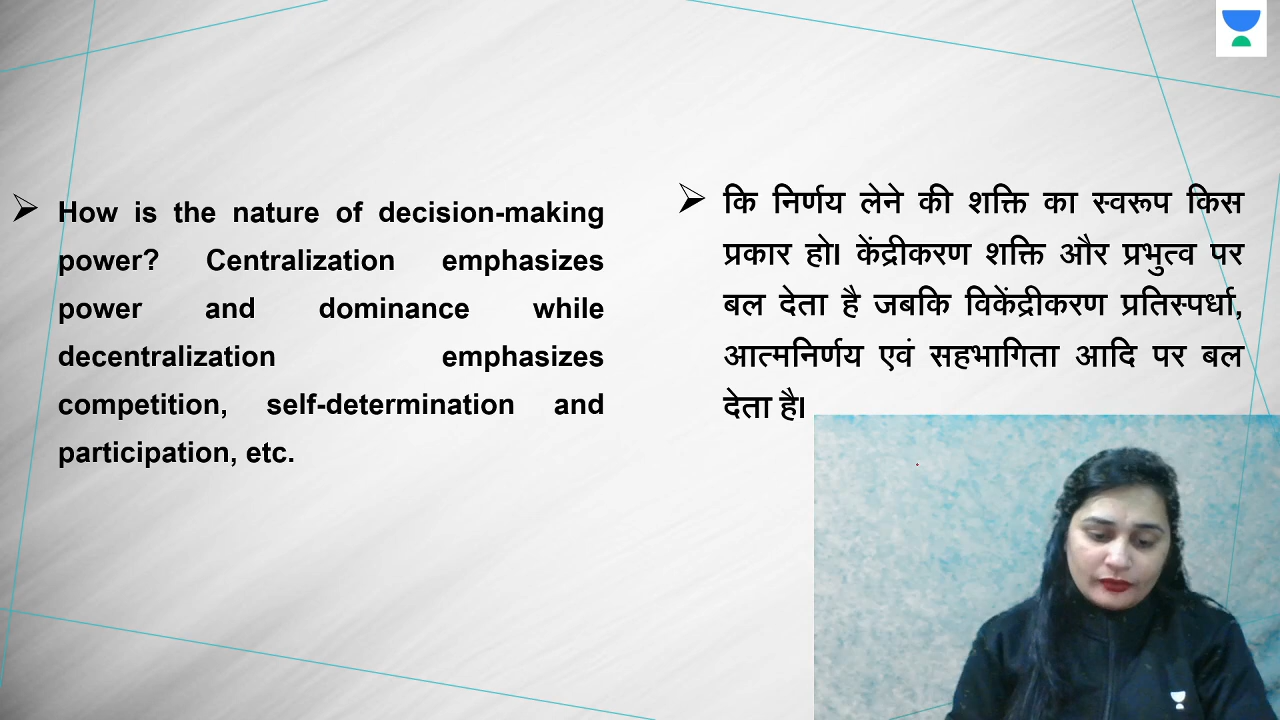 How is the nature of decision-making
power? Centralization emphasizes
power and dominance while
decentralization emphasizes
competition, self-determination and
participation, etc.
कि निर्णय लेने की शक्ति का स्वरूप किस
प्रकार हो। केंद्रीकरण शक्ति और प्रभुत्व पर
बल देता है जबकि विकेंद्रीकरण प्रतिस्पर्धा,
आत्मनिर्णय एवं सहभागिता आदि पर बल
देता है।